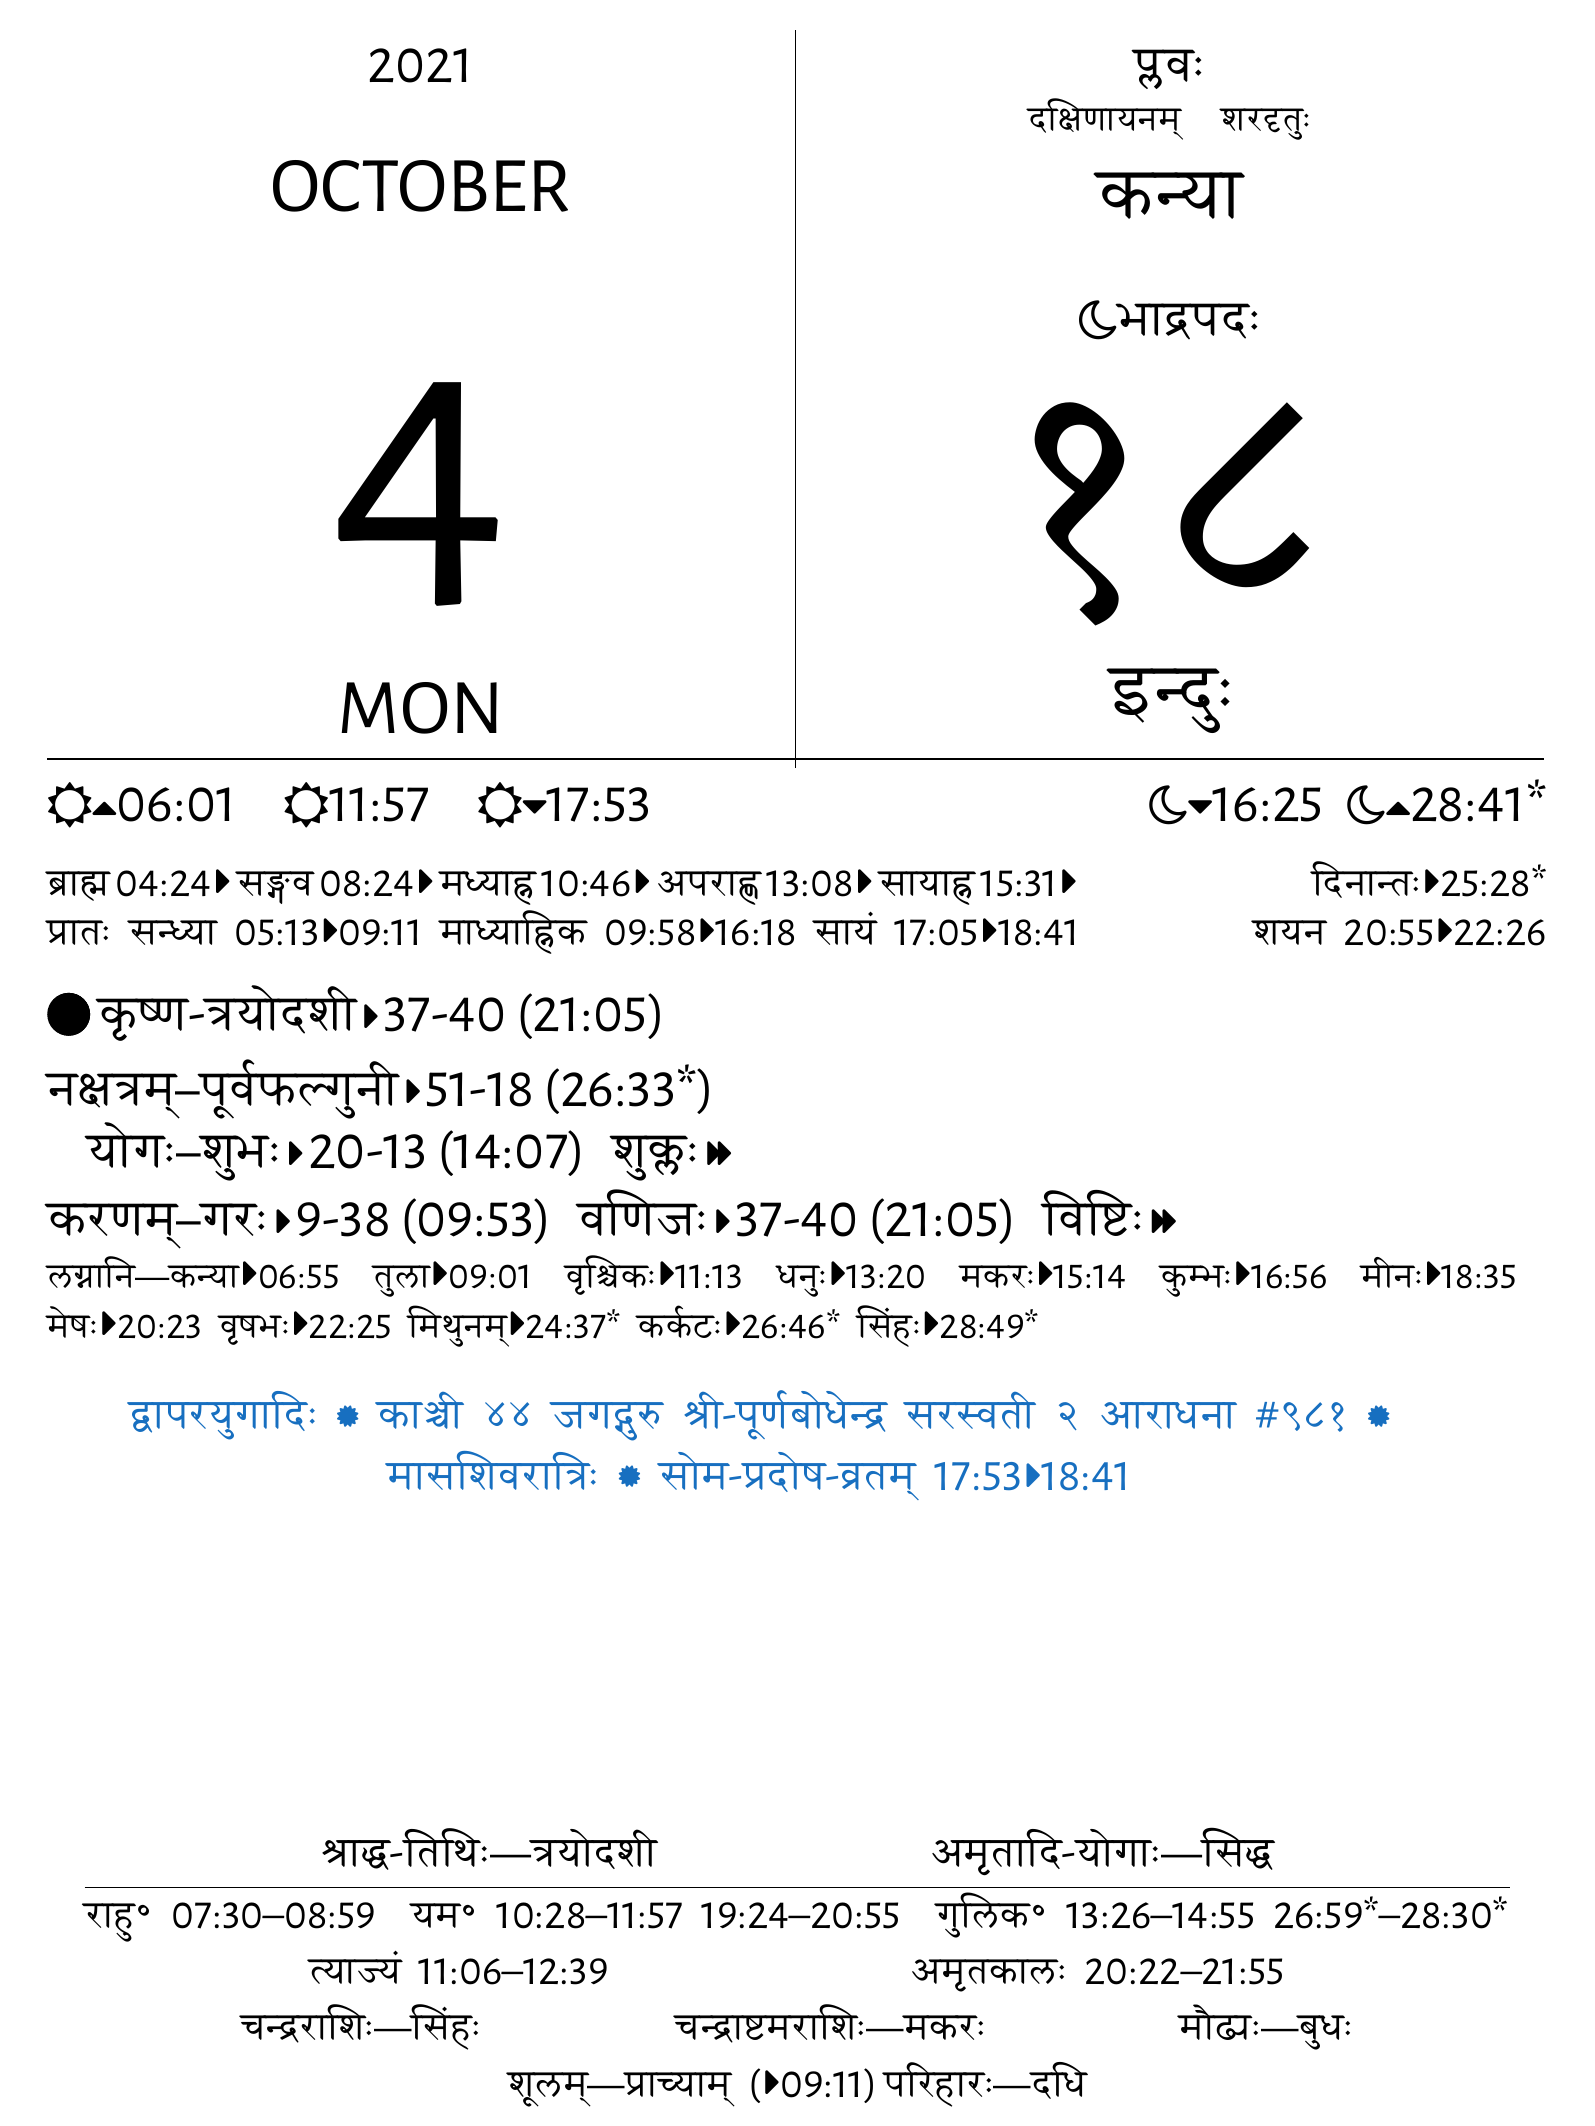 2021
OCTOBER
4
MON
प्लवः
दक्षिणायनम् शरदृतुः
कन्या
भाद्रपदः
१८
इन्दुः
06:01 11:57 17:53 16:25 28:41*
ब्राह्म 04:24 सङ्गव 08:24 मध्याह्न 10:46 अपराह्ण 13:08 सायाह्न 15:31 दिनान्तः 25:28*
प्रातः सन्ध्या 05:13 09:11 माध्याह्निक 09:58 16:18 सायं 17:05 18:41 शयन 20:55 22:26
कृष्ण-त्रयोदशी 37-40 (21:05)
नक्षत्रम्–पूर्वफल्गुनी 51-18 (26:33*)
योगः–शुभः 20-13 (14:07) शुक्लः
करणम्–गरः 9-38 (09:53) वणिजः 37-40 (21:05) विष्टिः
लग्नानि—कन्या 06:55 तुला 09:01 वृश्चिकः 11:13 धनुः 13:20 मकरः 15:14 कुम्भः 16:56 मीनः 18:35
मेषः 20:23 वृषभः 22:25 मिथुनम् 24:37* कर्कटः 26:46* सिंहः 28:49*
द्वापरयुगादिः ✹ काञ्ची ४४ जगद्गुरु श्री-पूर्णबोधेन्द्र सरस्वती २ आराधना #९८१ ✹
मासशिवरात्रिः ✹ सोम-प्रदोष-व्रतम् 17:53 18:41
श्राद्ध-तिथिः—त्रयोदशी अमृतादि-योगाः—सिद्ध
राहु॰ 07:30–08:59 यम॰ 10:28–11:57 19:24–20:55 गुलिक॰ 13:26–14:55 26:59*–28:30*
त्याज्यं 11:06–12:39 अमृतकालः 20:22–21:55
चन्द्रराशिः—सिंहः चन्द्राष्टमराशिः—मकरः मौढ्यः—बुधः
शूलम्—प्राच्याम् (09:11) परिहारः—दधि